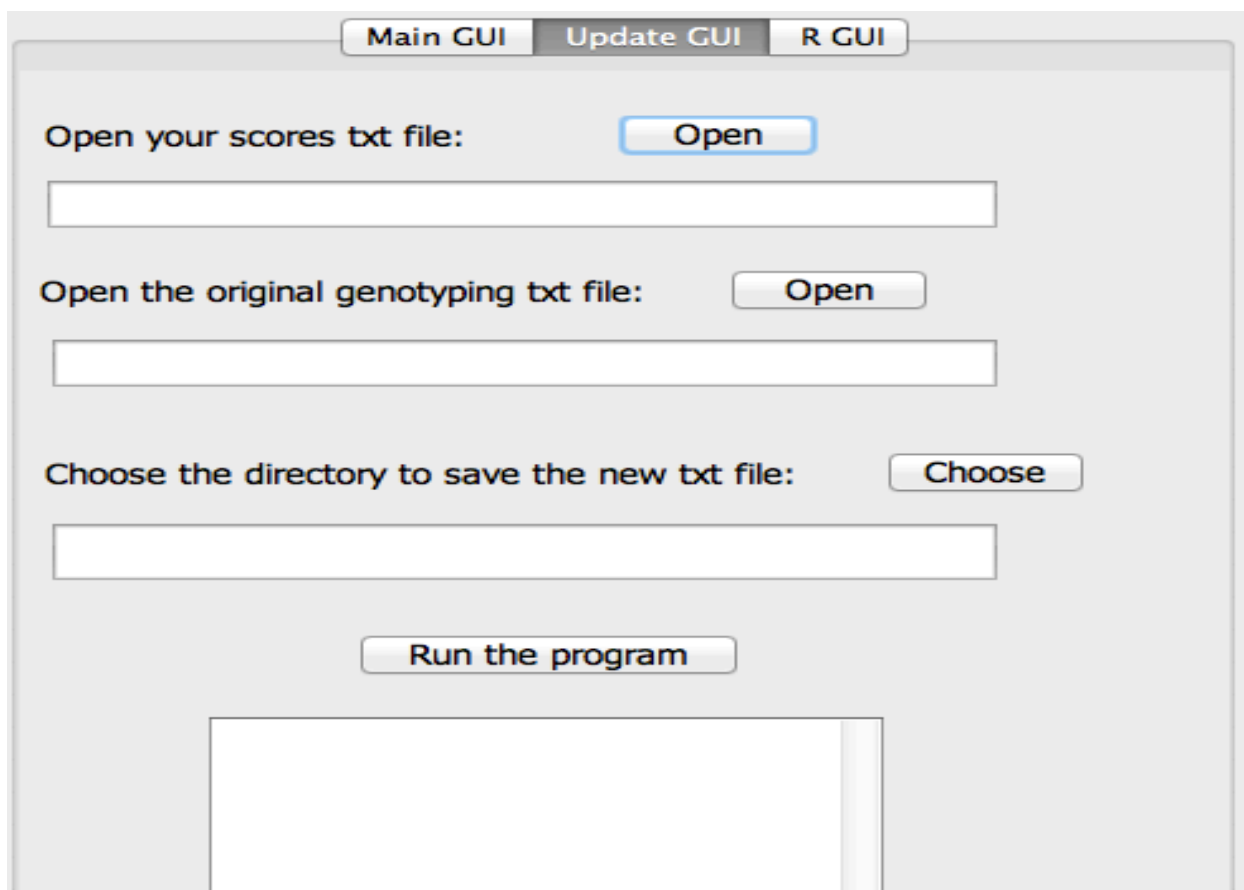 Main GUI Update GUI R GUI
Open your scores txt file: Open
Open the original genotyping txt file: Open
Choose the directory to save the new txt file: Choose
Run the program